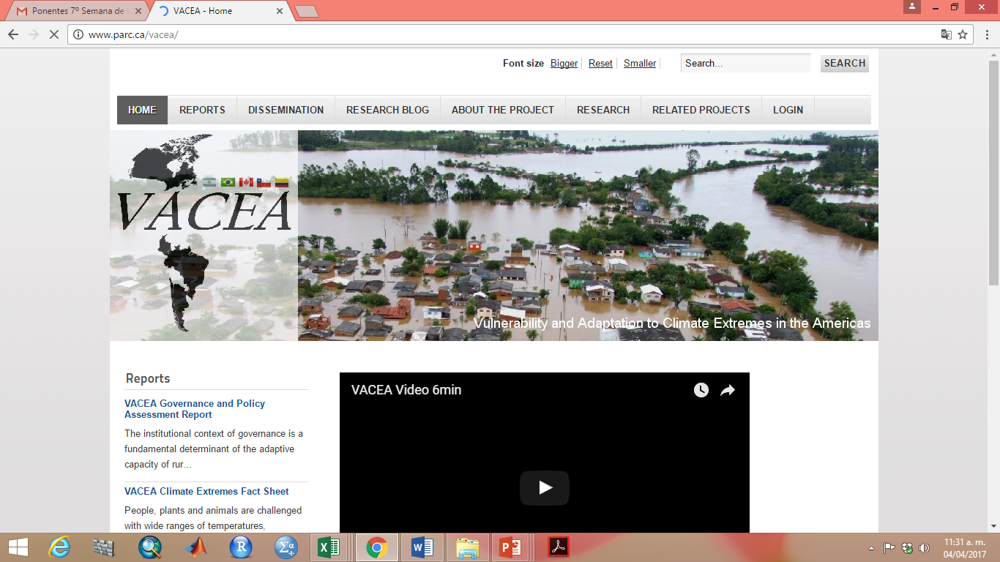 Ponentes 7º Semana de
VACEA - Home
www.parc.ca/vacea/
Font size Bigger Reset Smaller Search... SEARCH
HOME REPORTS DISSEMINATION RESEARCH BLOG ABOUT THE PROJECT RESEARCH RELATED PROJECTS LOGIN
VACEA
Vulnerability and Adaptation to Climate Extremes in the Americas
Reports
VACEA Governance and Policy
Assessment Report
The institutional context of governance is a
fundamental determinant of the adaptive
capacity of rur…
VACEA Climate Extremes Fact Sheet
People, plants and animals are challenged
with wide ranges of temperatures,
VACEA Video 6min
11:31 a. m.
04/04/2017